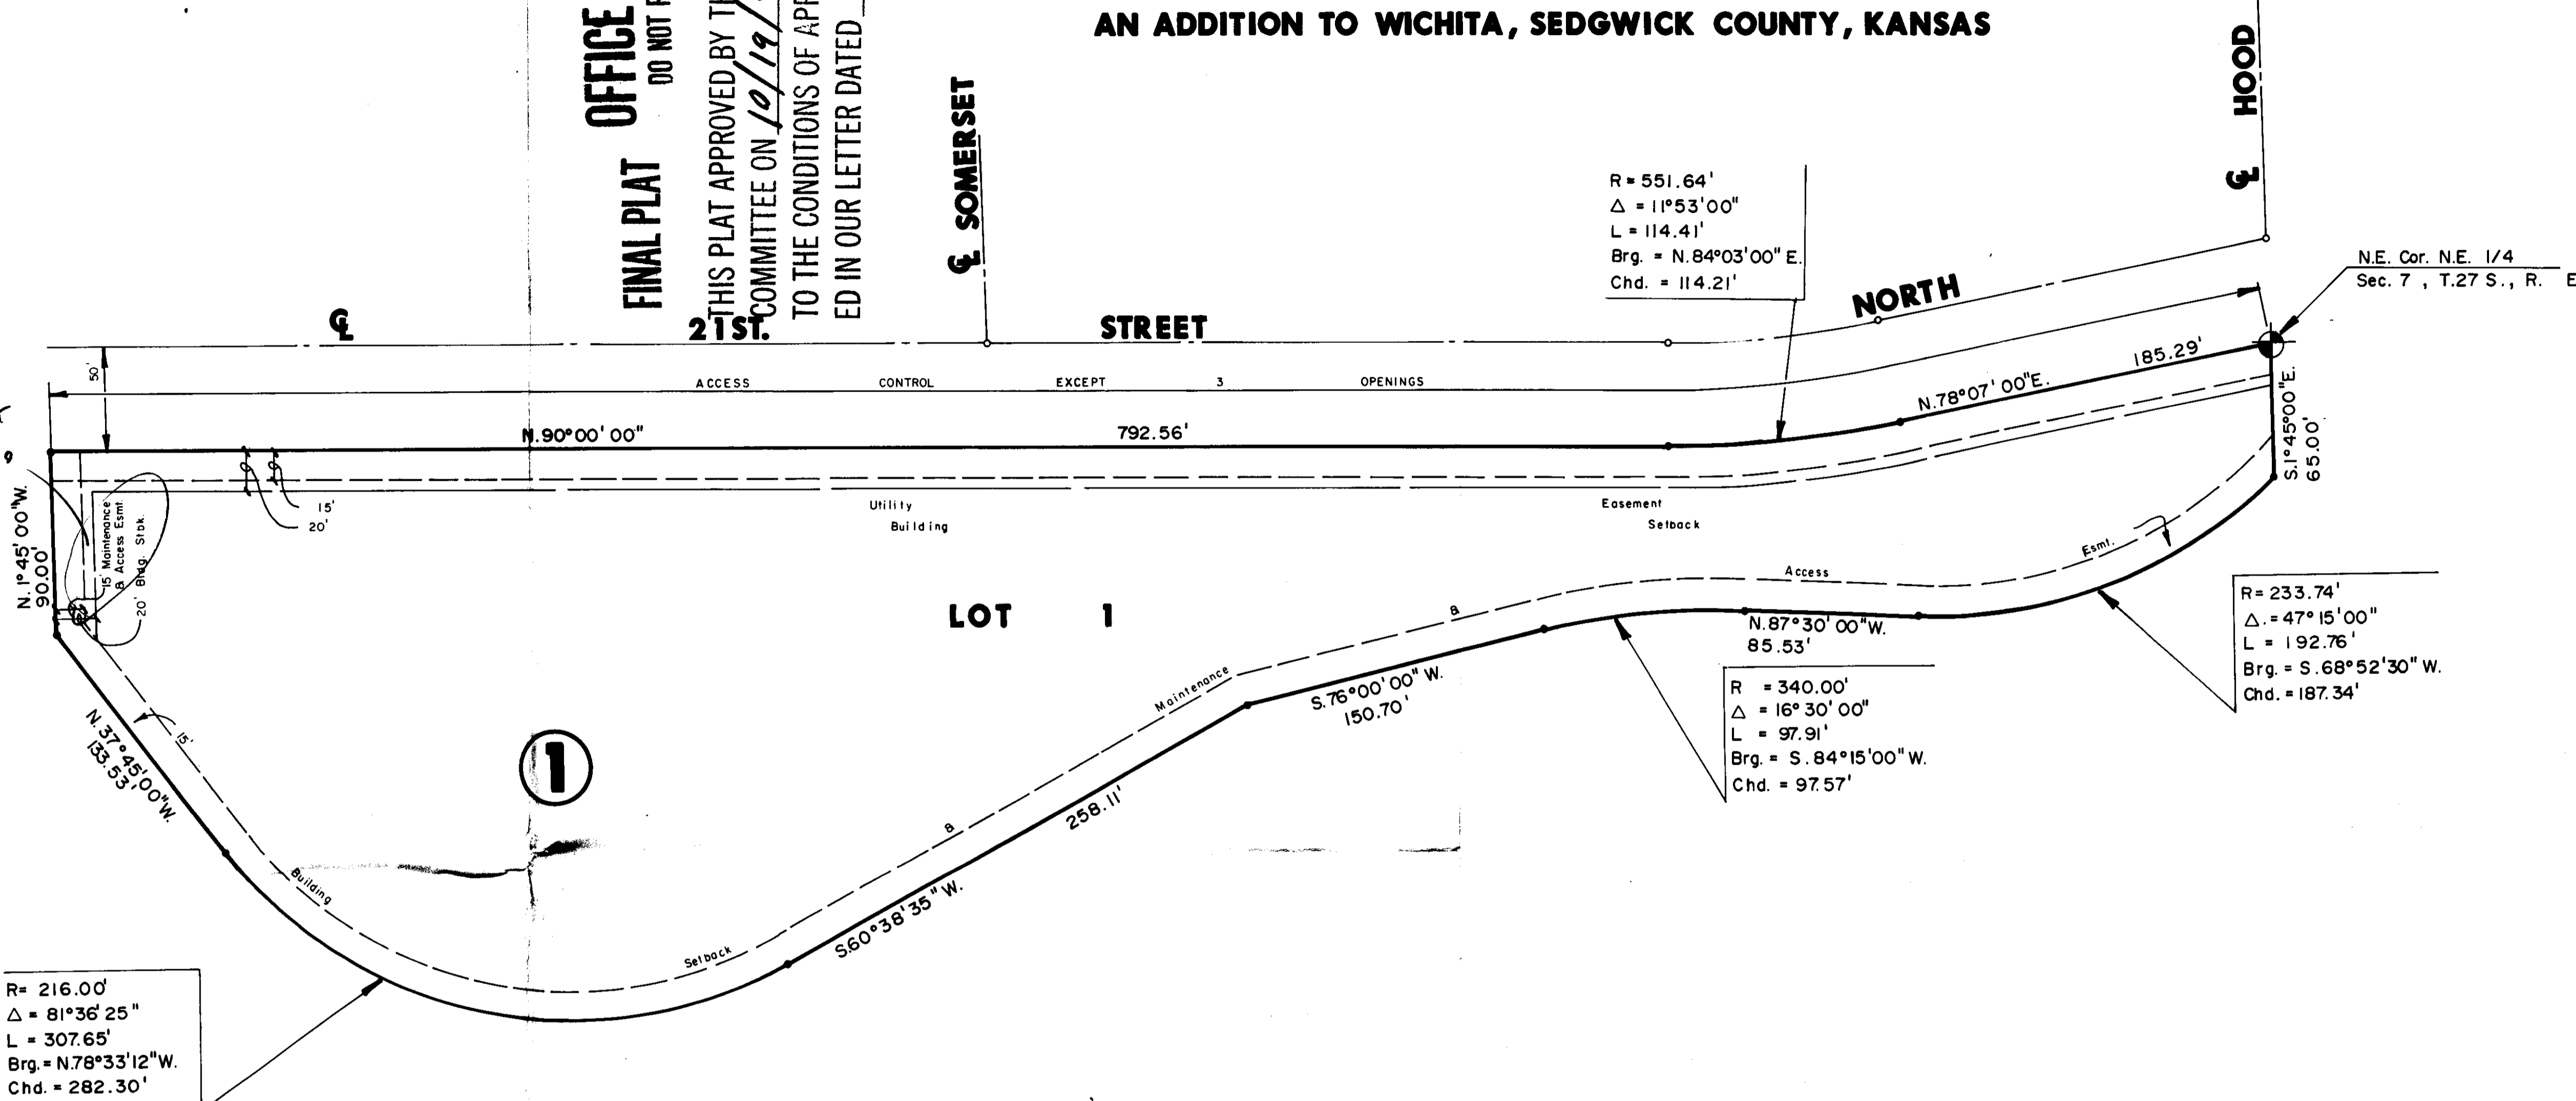 AN ADDITION TO WICHITA, SEDGWICK COUNTY, KANSAS
FINAL PLAT
OFFICE
DO NOT
THIS PLAT APPROVED BY
COMMITTEE ON 10/19/
TO THE CONDITIONS OF
ED IN OUR LETTER DATED
℄ SOMERSET
℄ HOOD
R = 551.64'
Δ = 11°53'00"
L = 114.41'
Brg. = N.84°03'00" E.
Chd. = 114.21'
N.E. Cor. N.E. 1/4
Sec. 7 , T.27 S., R. E
℄ 21ST. STREET NORTH
50'
ACCESS CONTROL EXCEPT 3 OPENINGS
185.29'
N.78°07'00"E.
N.90°00'00" 792.56'
S.1°45'00"E.
65.00'
N.1°45'00"W.
90.00'
15' Maintenance
& Access Esmt.
20' Bldg. Stbk.
15'
20'
Utility Easement
Building Setback
LOT 1
Maintenance & Access Esmt.
N.87°30'00"W.
85.53'
R= 233.74'
Δ.= 47°15'00"
L = 192.76'
Brg. = S.68°52'30" W.
Chd. = 187.34'
S.76°00'00" W.
150.70'
R = 340.00'
Δ = 16°30'00"
L = 97.91'
Brg. = S.84°15'00" W.
Chd. = 97.57'
N.37°45'00"W.
133.53'
15'
1
258.11'
S.60°38'35" W.
Building Setback &
R= 216.00'
Δ = 81°36'25"
L = 307.65'
Brg.= N.78°33'12"W.
Chd. = 282.30'